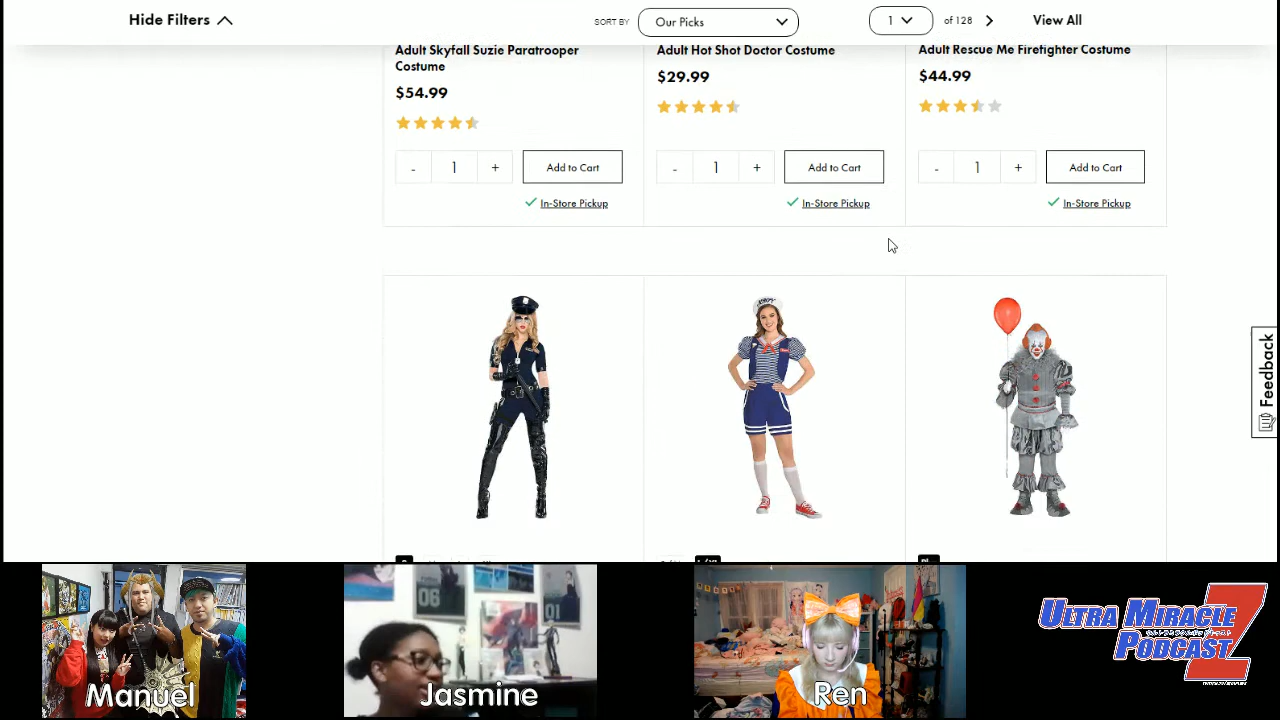 Hide Filters
SORT BY Our Picks
1 of 128 View All
Adult Skyfall Suzie Paratrooper
Costume
$54.99
- 1 + Add to Cart
In-Store Pickup
Adult Hot Shot Doctor Costume
$29.99
- 1 + Add to Cart
In-Store Pickup
Adult Rescue Me Firefighter Costume
$44.99
- 1 + Add to Cart
In-Store Pickup
Feedback
Manuel
06
01
Jasmine
Ren
ULTRA MIRACLE
PODCAST
Z